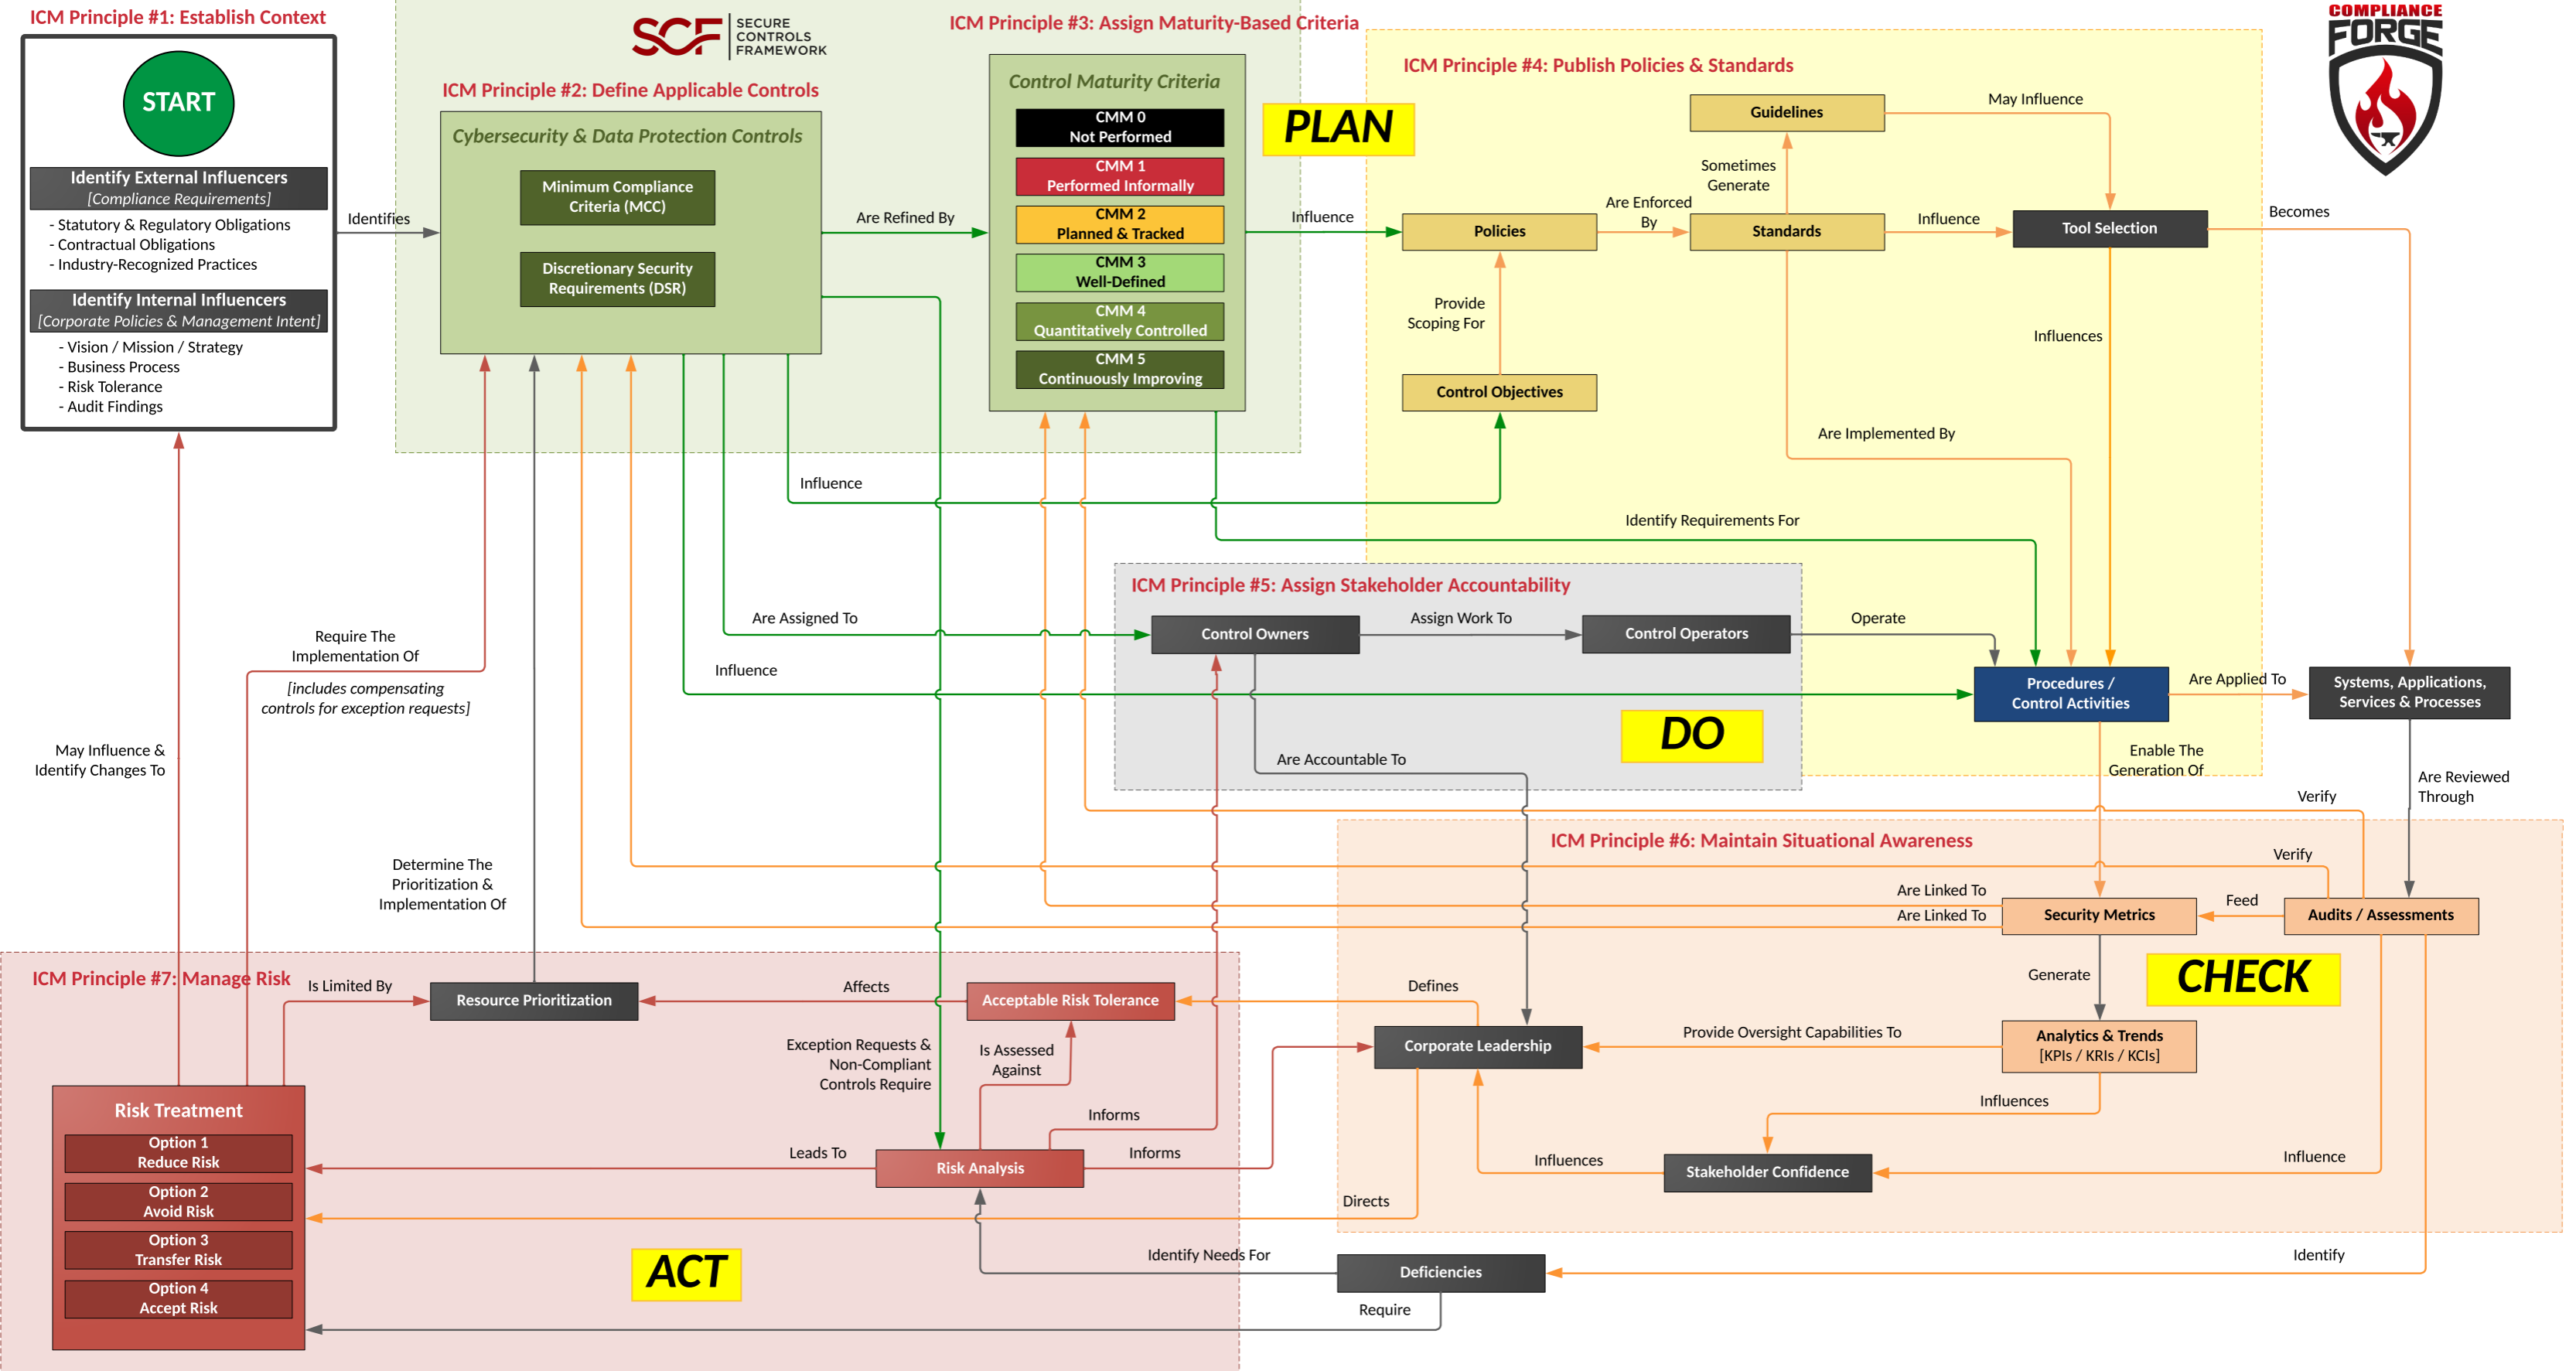 ICM Principle #1: Establish Context
START
Identify External Influencers
[Compliance Requirements]
- Statutory & Regulatory Obligations
- Contractual Obligations
- Industry-Recognized Practices
Identify Internal Influencers
[Corporate Policies & Management Intent]
- Vision / Mission / Strategy
- Business Process
- Risk Tolerance
- Audit Findings
Identifies
SCF
SECURE
CONTROLS
FRAMEWORK
ICM Principle #2: Define Applicable Controls
Cybersecurity & Data Protection Controls
Minimum Compliance
Criteria (MCC)
Discretionary Security
Requirements (DSR)
Are Refined By
ICM Principle #3: Assign Maturity-Based Criteria
Control Maturity Criteria
CMM 0
Not Performed
CMM 1
Performed Informally
CMM 2
Planned & Tracked
CMM 3
Well-Defined
CMM 4
Quantitatively Controlled
CMM 5
Continuously Improving
PLAN
Influence
ICM Principle #4: Publish Policies & Standards
Guidelines
May Influence
Sometimes
Generate
Policies
Are Enforced
By
Standards
Influence
Tool Selection
Becomes
Provide
Scoping For
Influences
Control Objectives
Are Implemented By
COMPLIANCE
FORGE
Influence
Identify Requirements For
ICM Principle #5: Assign Stakeholder Accountability
Are Assigned To
Control Owners
Assign Work To
Control Operators
Operate
Influence
Procedures /
Control Activities
Are Applied To
Systems, Applications,
Services & Processes
DO
Are Accountable To
Enable The
Generation Of
Are Reviewed
Through
Require The
Implementation Of
[includes compensating
controls for exception requests]
May Influence &
Identify Changes To
Determine The
Prioritization &
Implementation Of
Verify
ICM Principle #6: Maintain Situational Awareness
Verify
Are Linked To
Are Linked To
Security Metrics
Feed
Audits / Assessments
Generate
CHECK
Defines
Corporate Leadership
Provide Oversight Capabilities To
Analytics & Trends
[KPIs / KRIs / KCIs]
Influences
Influences
Stakeholder Confidence
Influence
Directs
ICM Principle #7: Manage Risk
Is Limited By
Resource Prioritization
Affects
Acceptable Risk Tolerance
Exception Requests &
Non-Compliant
Controls Require
Is Assessed
Against
Informs
Informs
Leads To
Risk Analysis
Risk Treatment
Option 1
Reduce Risk
Option 2
Avoid Risk
Option 3
Transfer Risk
Option 4
Accept Risk
ACT
Identify Needs For
Deficiencies
Identify
Require